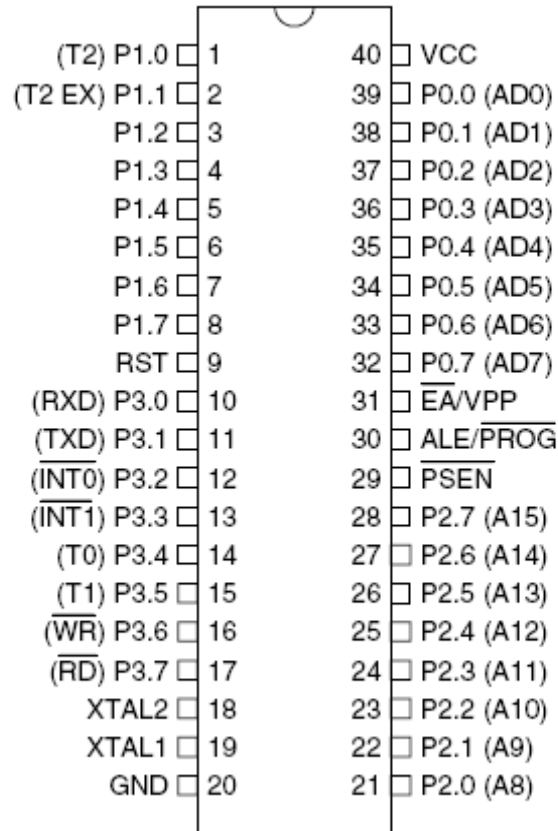 (T2) P1.0 1 40 VCC
(T2 EX) P1.1 2 39 P0.0 (AD0)
P1.2 3 38 P0.1 (AD1)
P1.3 4 37 P0.2 (AD2)
P1.4 5 36 P0.3 (AD3)
P1.5 6 35 P0.4 (AD4)
P1.6 7 34 P0.5 (AD5)
P1.7 8 33 P0.6 (AD6)
RST 9 32 P0.7 (AD7)
(RXD) P3.0 10 31 E̅A̅/VPP
(TXD) P3.1 11 30 ALE/P̅R̅O̅G̅
(I̅N̅T̅0̅) P3.2 12 29 P̅S̅E̅N̅
(I̅N̅T̅1̅) P3.3 13 28 P2.7 (A15)
(T0) P3.4 14 27 P2.6 (A14)
(T1) P3.5 15 26 P2.5 (A13)
(W̅R̅) P3.6 16 25 P2.4 (A12)
(R̅D̅) P3.7 17 24 P2.3 (A11)
XTAL2 18 23 P2.2 (A10)
XTAL1 19 22 P2.1 (A9)
GND 20 21 P2.0 (A8)